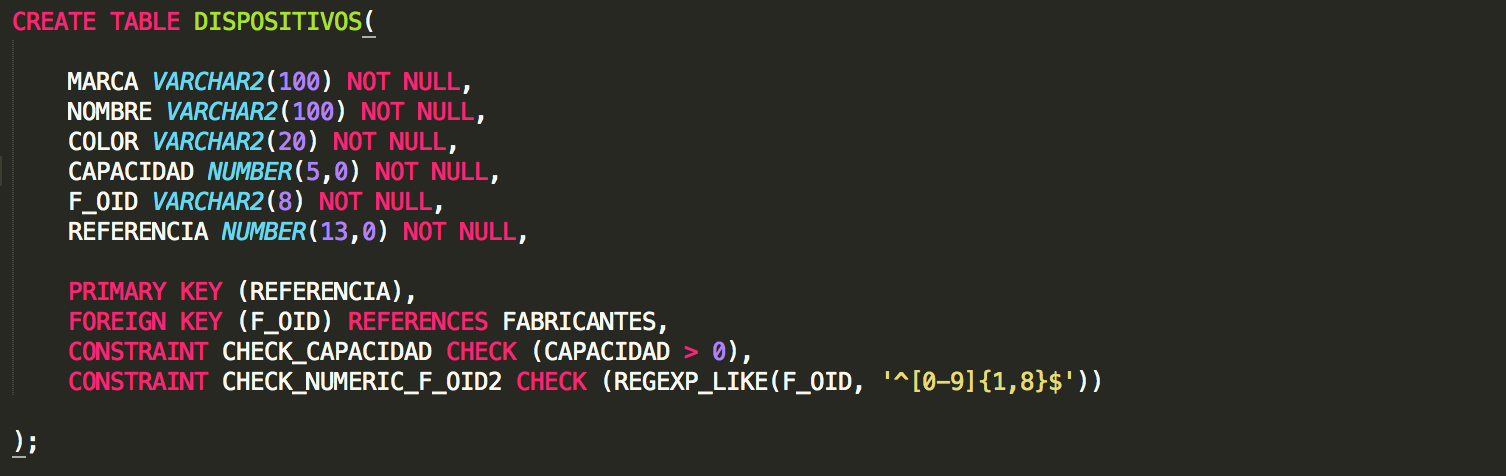 CREATE TABLE DISPOSITIVOS(
MARCA VARCHAR2(100) NOT NULL,
NOMBRE VARCHAR2(100) NOT NULL,
COLOR VARCHAR2(20) NOT NULL,
CAPACIDAD NUMBER(5,0) NOT NULL,
F_OID VARCHAR2(8) NOT NULL,
REFERENCIA NUMBER(13,0) NOT NULL,
PRIMARY KEY (REFERENCIA),
FOREIGN KEY (F_OID) REFERENCES FABRICANTES,
CONSTRAINT CHECK_CAPACIDAD CHECK (CAPACIDAD > 0),
CONSTRAINT CHECK_NUMERIC_F_OID2 CHECK (REGEXP_LIKE(F_OID, '^[0-9]{1,8}$'))
);